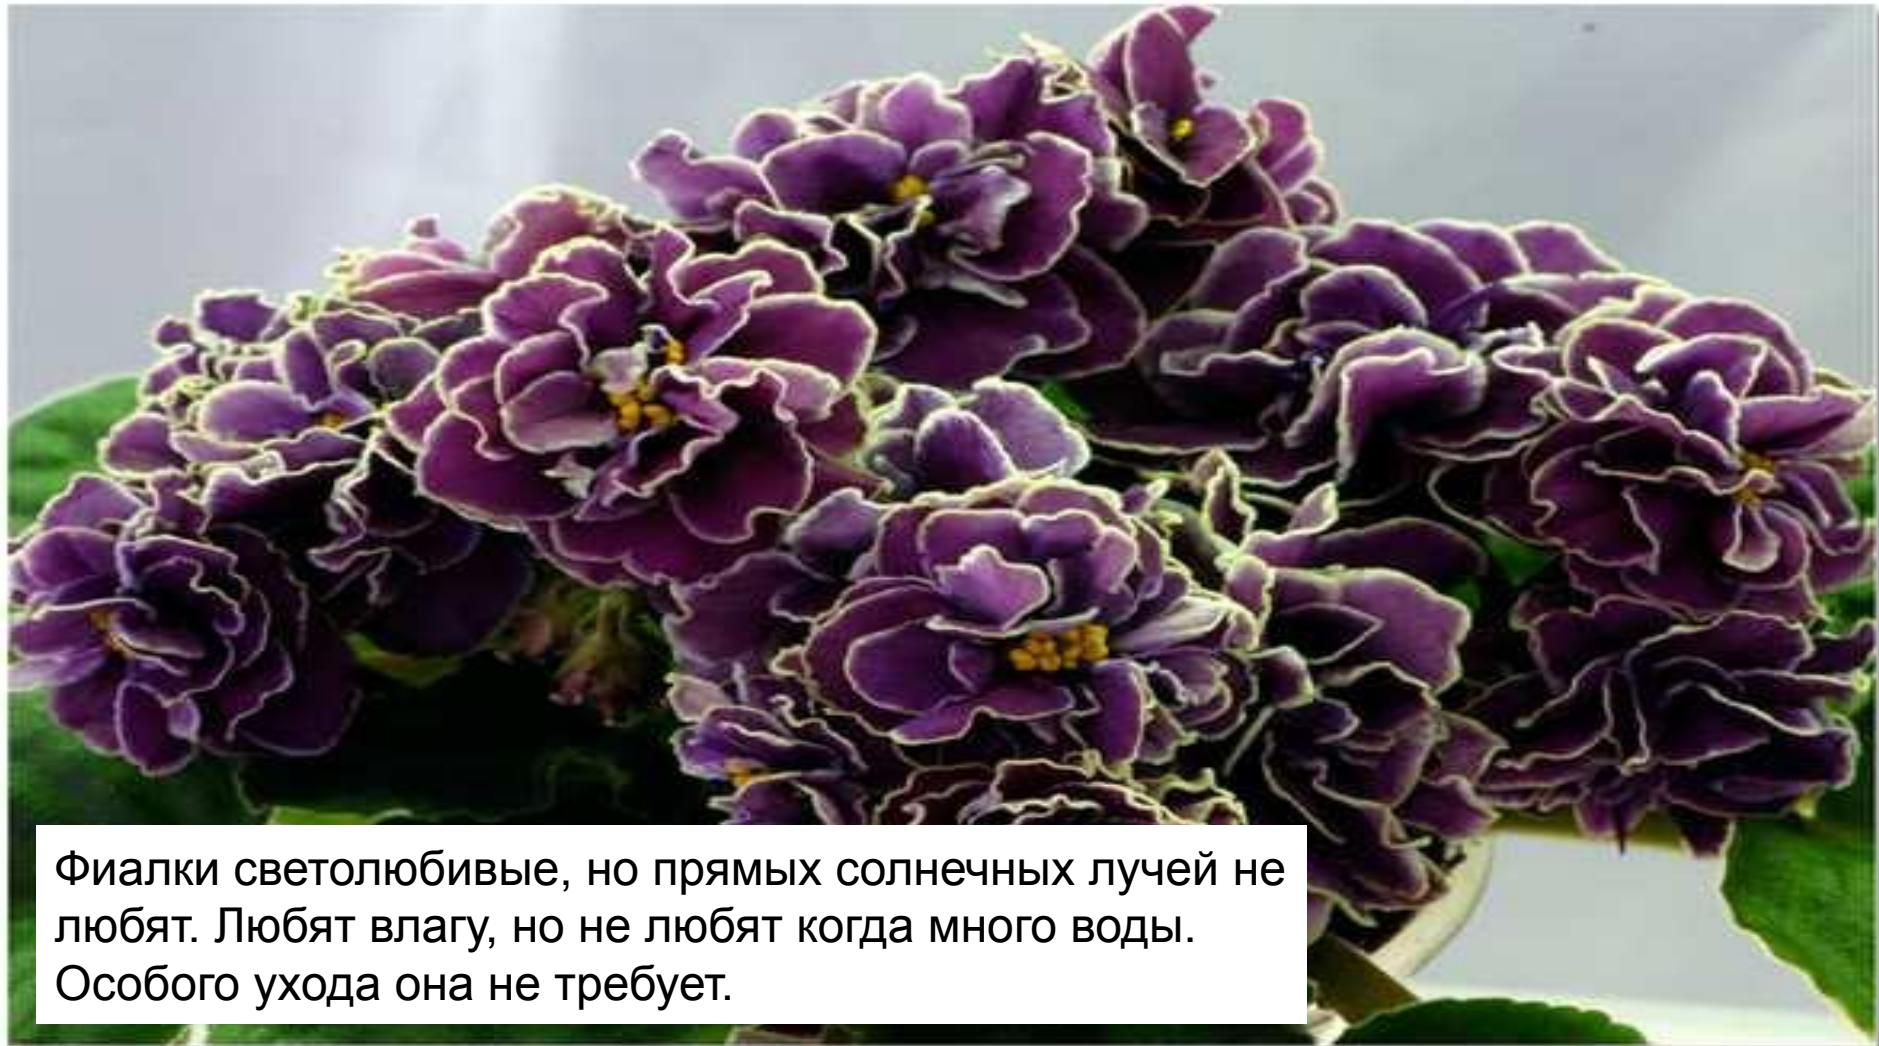 Фиалки светолюбивые, но прямых солнечных лучей не
любят. Любят влагу, но не любят когда много воды.
Особого ухода она не требует.